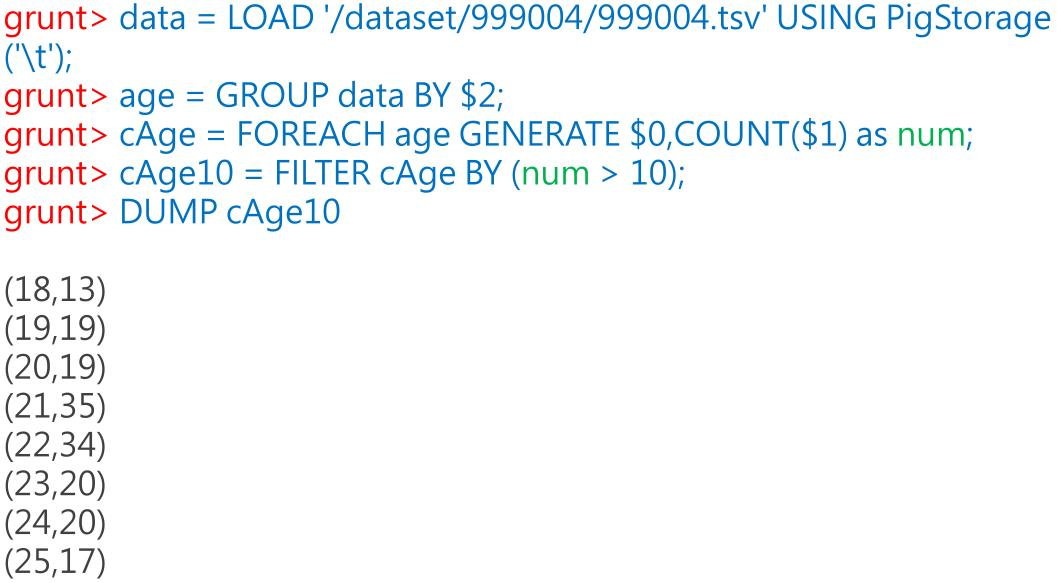 grunt> data = LOAD '/dataset/999004/999004.tsv' USING PigStorage
('\t');
grunt> age = GROUP data BY $2;
grunt> cAge = FOREACH age GENERATE $0,COUNT($1) as num;
grunt> cAge10 = FILTER cAge BY (num > 10);
grunt> DUMP cAge10
(18,13)
(19,19)
(20,19)
(21,35)
(22,34)
(23,20)
(24,20)
(25,17)